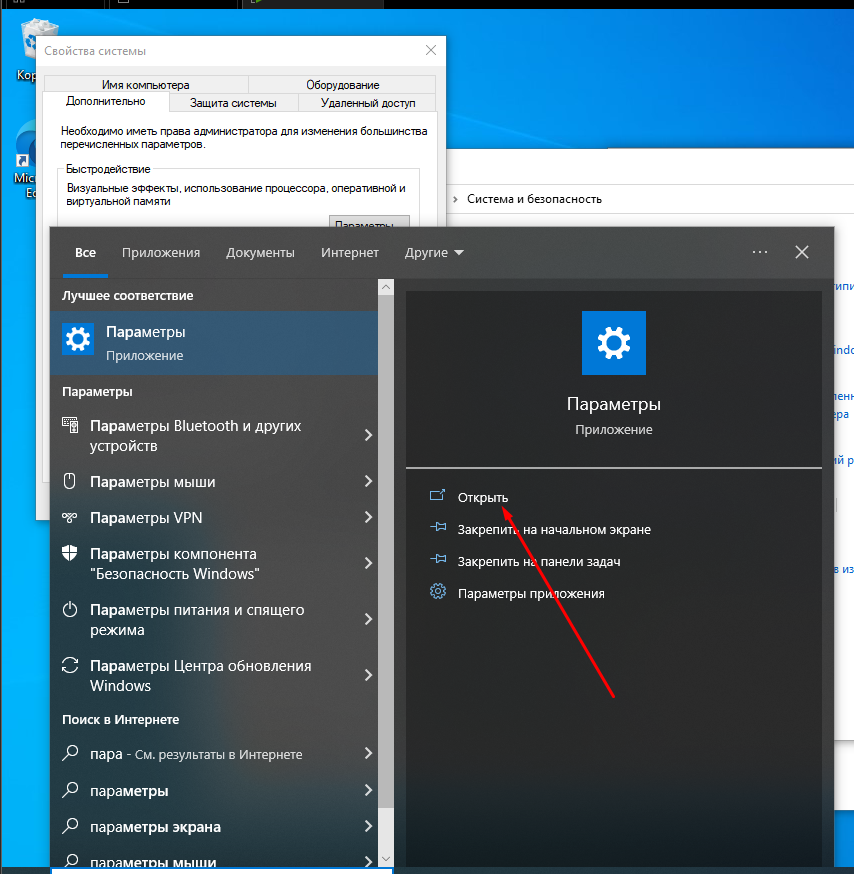 Кор
Mic
Ed
Свойства системы
Имя компьютера
Оборудование
Дополнительно
Защита системы
Удаленный доступ
Необходимо иметь права администратора для изменения большинства
перечисленных параметров.
Быстродействие
Визуальные эффекты, использование процессора, оперативной и
виртуальной памяти
Параметры...
Система и безопасность
Все
Приложения
Документы
Интернет
Другие
Лучшее соответствие
Параметры
Приложение
Параметры
Параметры Bluetooth и других
устройств
Параметры мыши
Параметры VPN
Параметры компонента
"Безопасность Windows"
Параметры питания и спящего
режима
Параметры Центра обновления
Windows
Поиск в Интернете
пара - См. результаты в Интернете
параметры
параметры экрана
параметры мыши
Параметры
Приложение
Открыть
Закрепить на начальном экране
Закрепить на панели задач
Параметры приложения